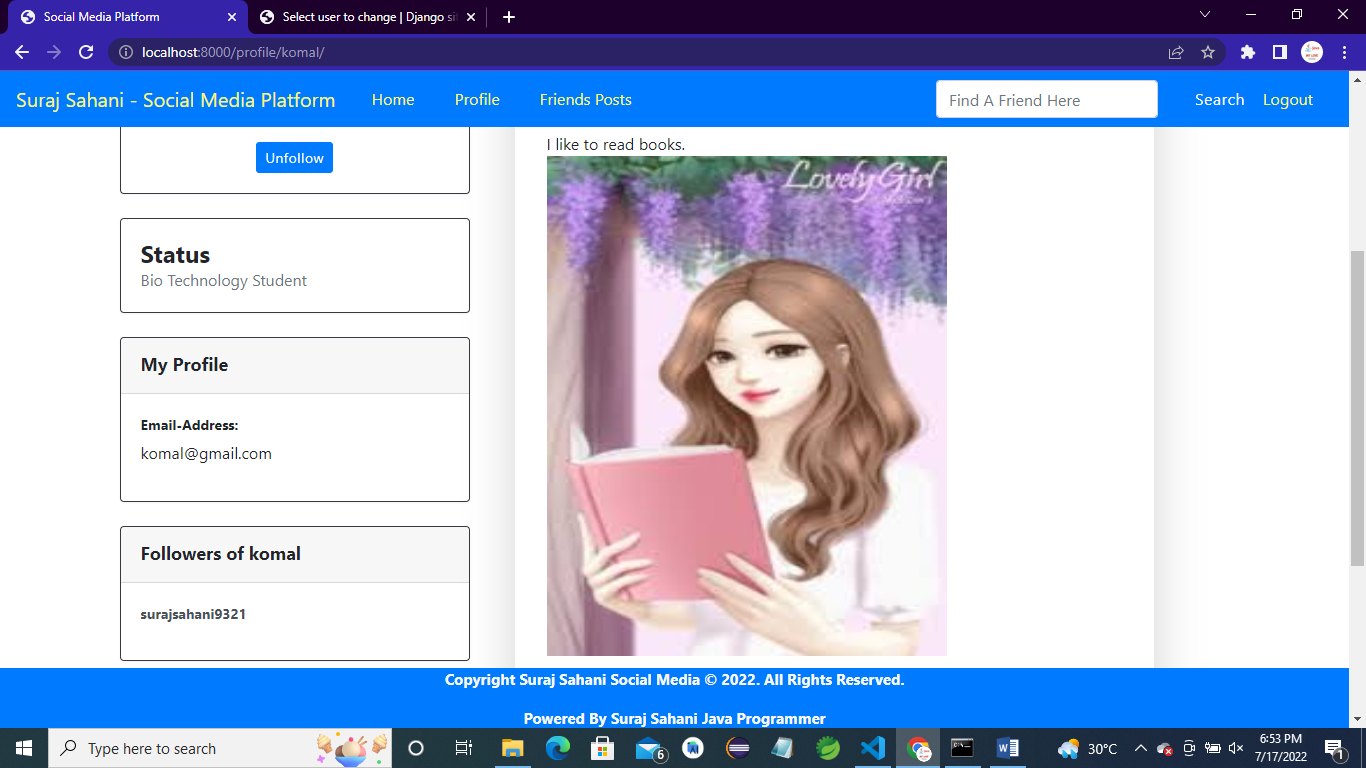 Social Media Platform
Select user to change | Django si
localhost:8000/profile/komal/
Suraj Sahani - Social Media Platform
Home
Profile
Friends Posts
Find A Friend Here
Search
Logout
Unfollow
Status
Bio Technology Student
My Profile
Email-Address:
komal@gmail.com
Followers of komal
surajsahani9321
I like to read books.
Lovely Girl
Copyright Suraj Sahani Social Media © 2022. All Rights Reserved.
Powered By Suraj Sahani Java Programmer
Type here to search
6
30°C
6:53 PM
7/17/2022
1